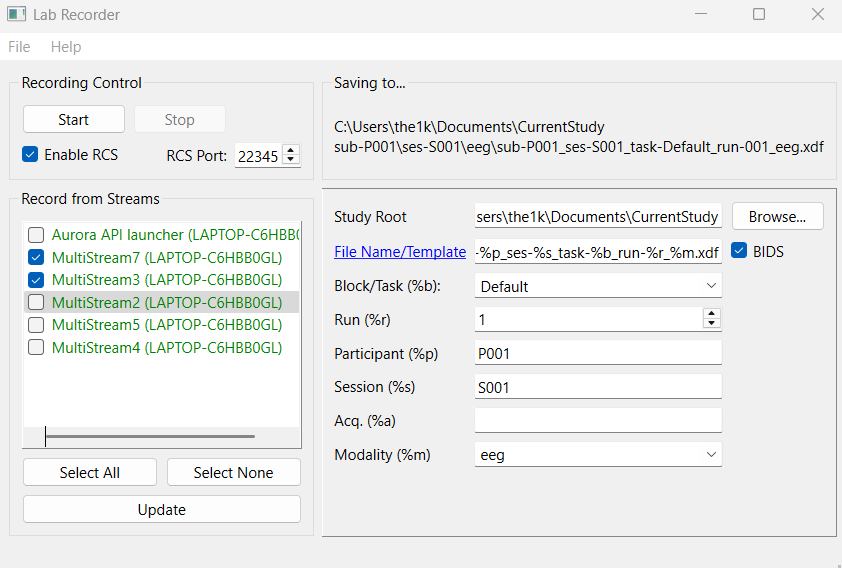 Lab Recorder
File Help
Recording Control
Start Stop
Enable RCS RCS Port: 22345
Record from Streams
Aurora API launcher (LAPTOP-C6HBB0
MultiStream7 (LAPTOP-C6HBB0GL)
MultiStream3 (LAPTOP-C6HBB0GL)
MultiStream2 (LAPTOP-C6HBB0GL)
MultiStream5 (LAPTOP-C6HBB0GL)
MultiStream4 (LAPTOP-C6HBB0GL)
Select All Select None
Update
Saving to...
C:\Users\the1k\Documents\CurrentStudy
sub-P001\ses-S001\eeg\sub-P001_ses-S001_task-Default_run-001_eeg.xdf
Study Root sers\the1k\Documents\CurrentStudy Browse...
File Name/Template -%p_ses-%s_task-%b_run-%r_%m.xdf BIDS
Block/Task (%b): Default
Run (%r) 1
Participant (%p) P001
Session (%s) S001
Acq. (%a)
Modality (%m) eeg